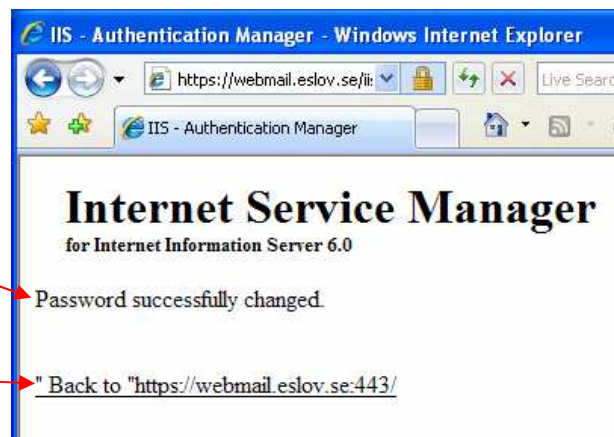 IIS - Authentication Manager - Windows Internet Explorer
https://webmail.eslov.se/iis
Live Searc
IIS - Authentication Manager
Internet Service Manager
for Internet Information Server 6.0
Password successfully changed.
" Back to "https://webmail.eslov.se:443/